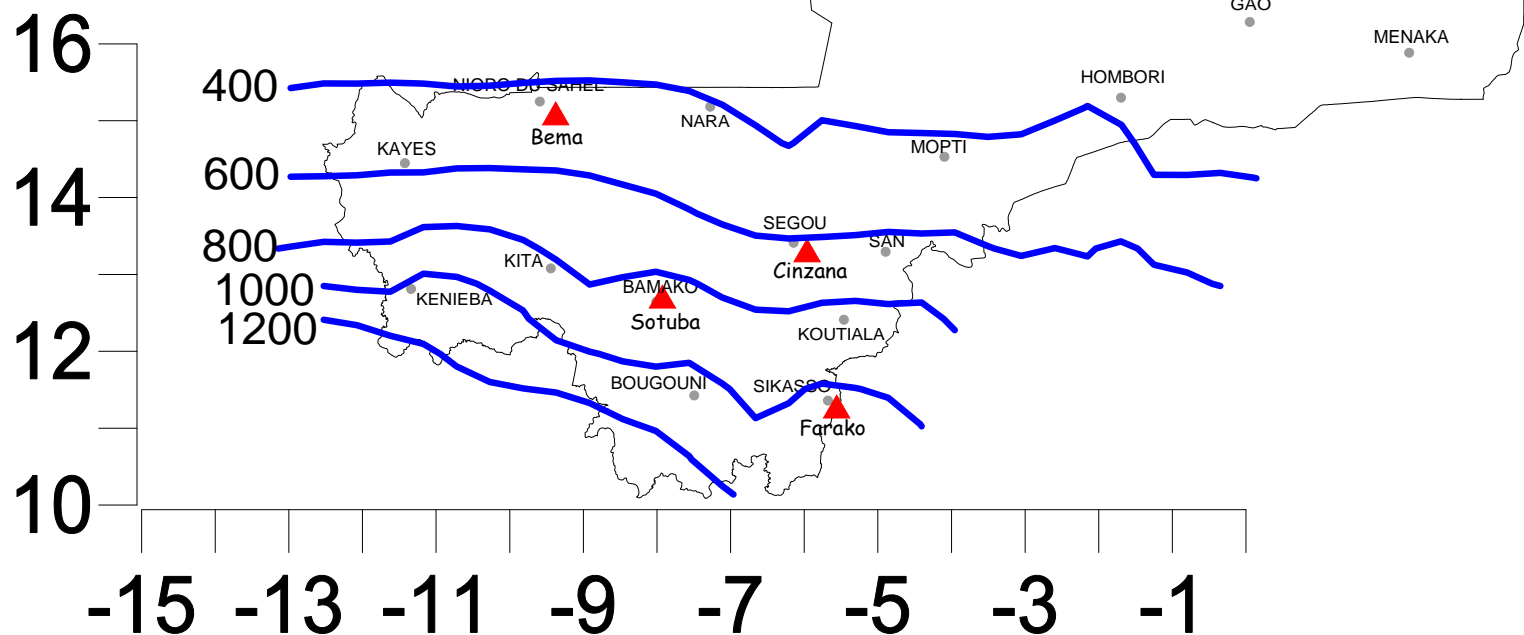 GAO
16
MENAKA
HOMBORI
400
NIORO DU SAHEL
NARA
Bema
KAYES
MOPTI
600
14
SEGOU
800
SAN
KITA
Cinzana
1000
BAMAKO
KENIEBA
Sotuba
1200
KOUTIALA
12
BOUGOUNI
SIKASSO
Farako
10
-15 -13 -11 -9 -7 -5 -3 -1